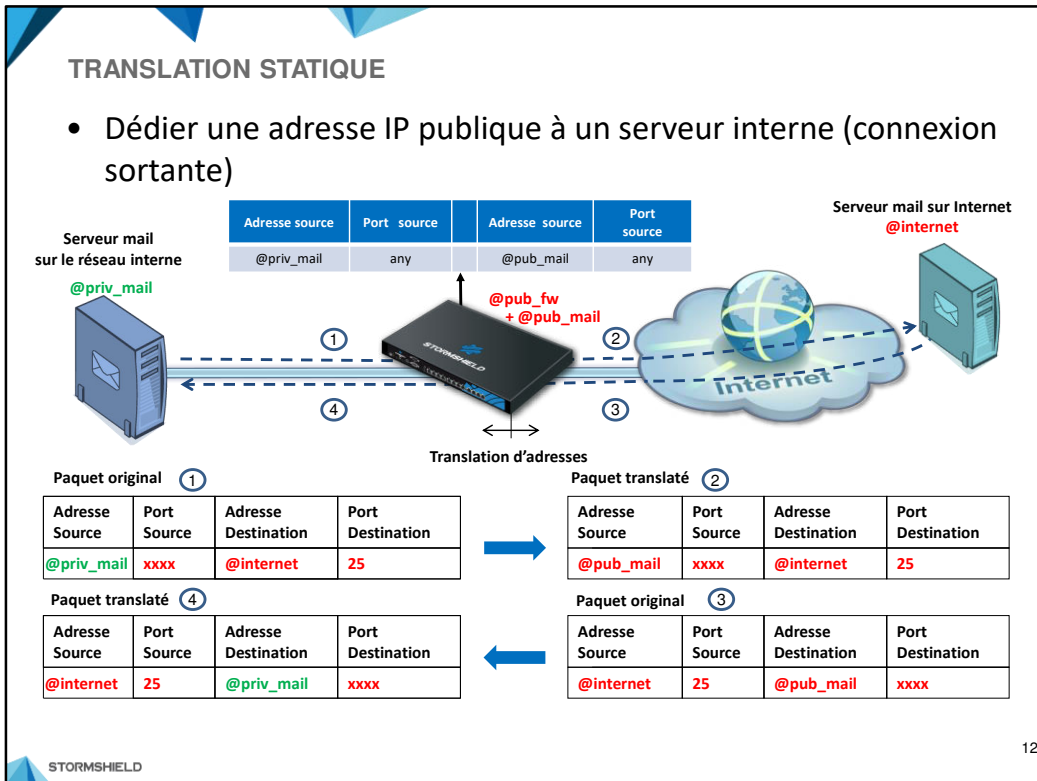 TRANSLATION STATIQUE
• Dédier une adresse IP publique à un serveur interne (connexion
sortante)
Adresse source Port source Adresse source Port
source
@priv_mail any @pub_mail any
Serveur mail
sur le réseau interne
@priv_mail
Serveur mail sur Internet
@internet
@pub_fw
+ @pub_mail
1
2
STORMSHIELD
Internet
4
3
Translation d'adresses
Paquet original 1
Adresse Source Port Source Adresse Destination Port Destination
@priv_mail xxxx @internet 25
Paquet translaté 2
Adresse Source Port Source Adresse Destination Port Destination
@pub_mail xxxx @internet 25
Paquet translaté 4
Adresse Source Port Source Adresse Destination Port Destination
@internet 25 @priv_mail xxxx
Paquet original 3
Adresse Source Port Source Adresse Destination Port Destination
@internet 25 @pub_mail xxxx
12
STORMSHIELD